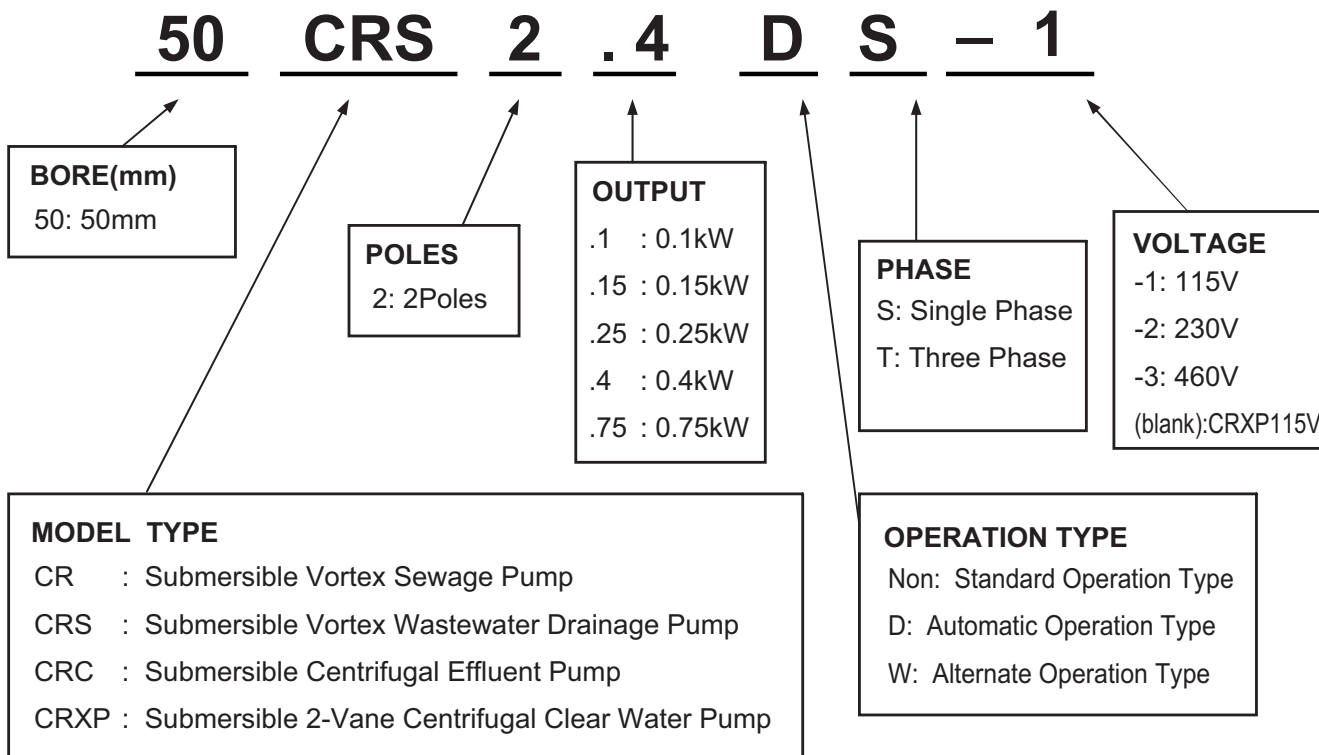 50 CRS 2 .4 D S – 1
BORE(mm)
50: 50mm
POLES
2: 2Poles
OUTPUT
.1 : 0.1kW
.15 : 0.15kW
.25 : 0.25kW
.4 : 0.4kW
.75 : 0.75kW
PHASE
S: Single Phase
T: Three Phase
VOLTAGE
-1: 115V
-2: 230V
-3: 460V
(blank):CRXP115V
MODEL TYPE
CR : Submersible Vortex Sewage Pump
CRS : Submersible Vortex Wastewater Drainage Pump
CRC : Submersible Centrifugal Effluent Pump
CRXP : Submersible 2-Vane Centrifugal Clear Water Pump
OPERATION TYPE
Non: Standard Operation Type
D: Automatic Operation Type
W: Alternate Operation Type